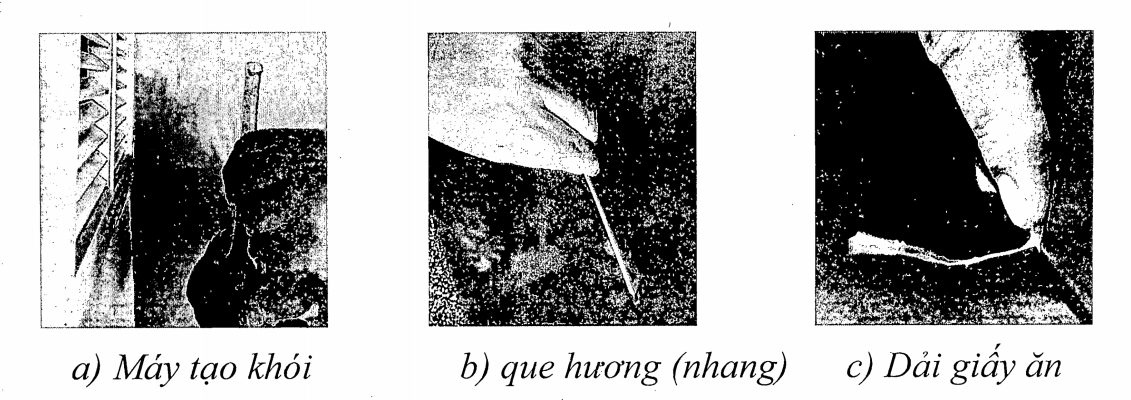 a) Máy tạo khói
b) que hương (nhang)
c) Dải giấy ăn